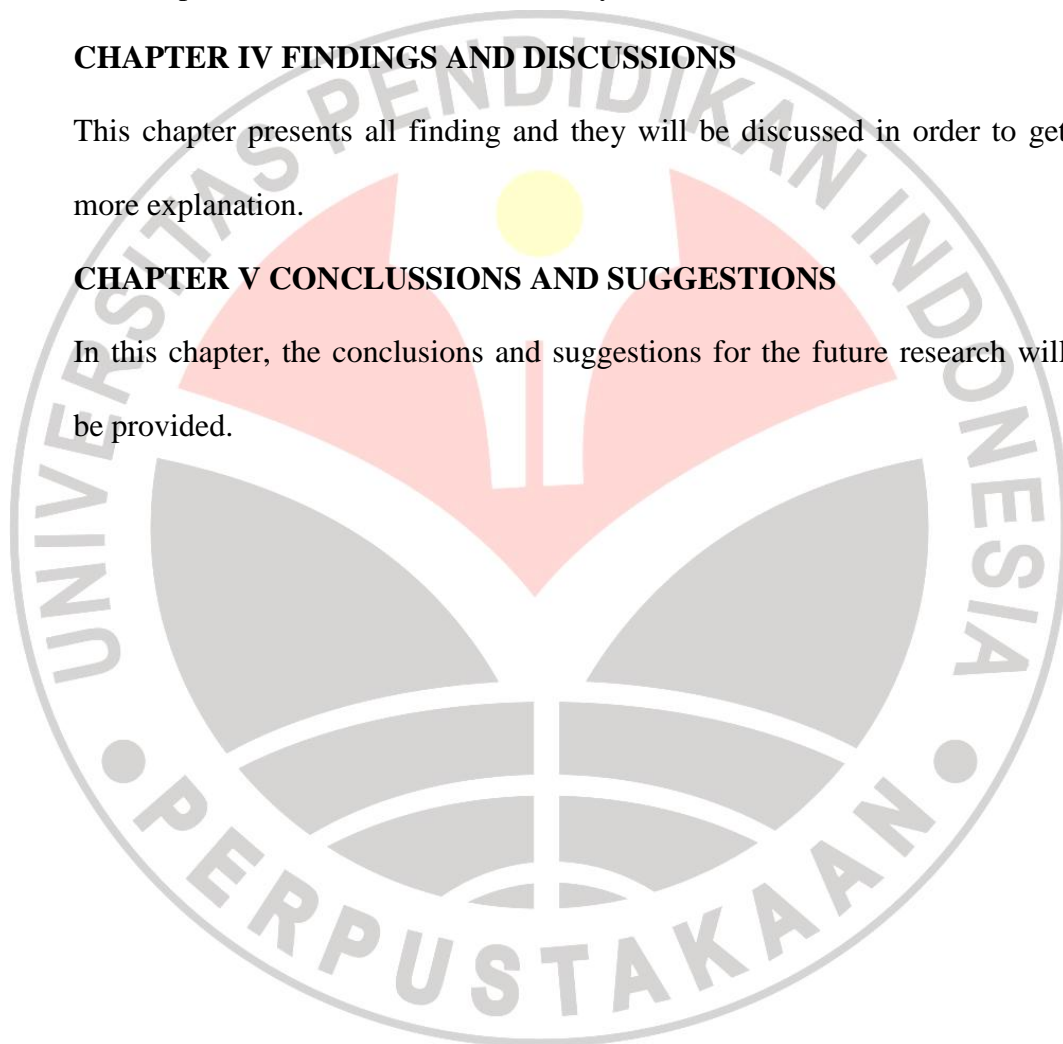 CHAPTER IV FINDINGS AND DISCUSSIONS
This chapter presents all finding and they will be discussed in order to get
more explanation.
CHAPTER V CONCLUSSIONS AND SUGGESTIONS
In this chapter, the conclusions and suggestions for the future research will
be provided.
UNIVERSITAS PENDIDIKAN INDONESIA
PERPUSTAKAAN